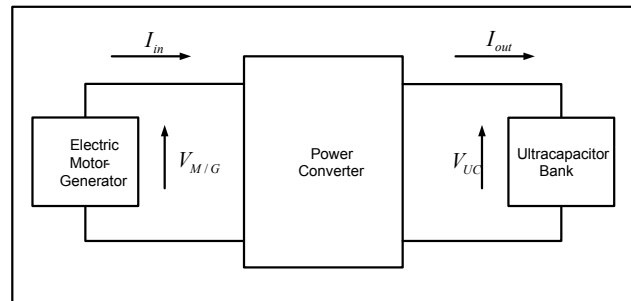 I_in
I_out
Electric
Motor-
Generator
V_M/G
Power
Converter
V_UC
Ultracapacitor
Bank